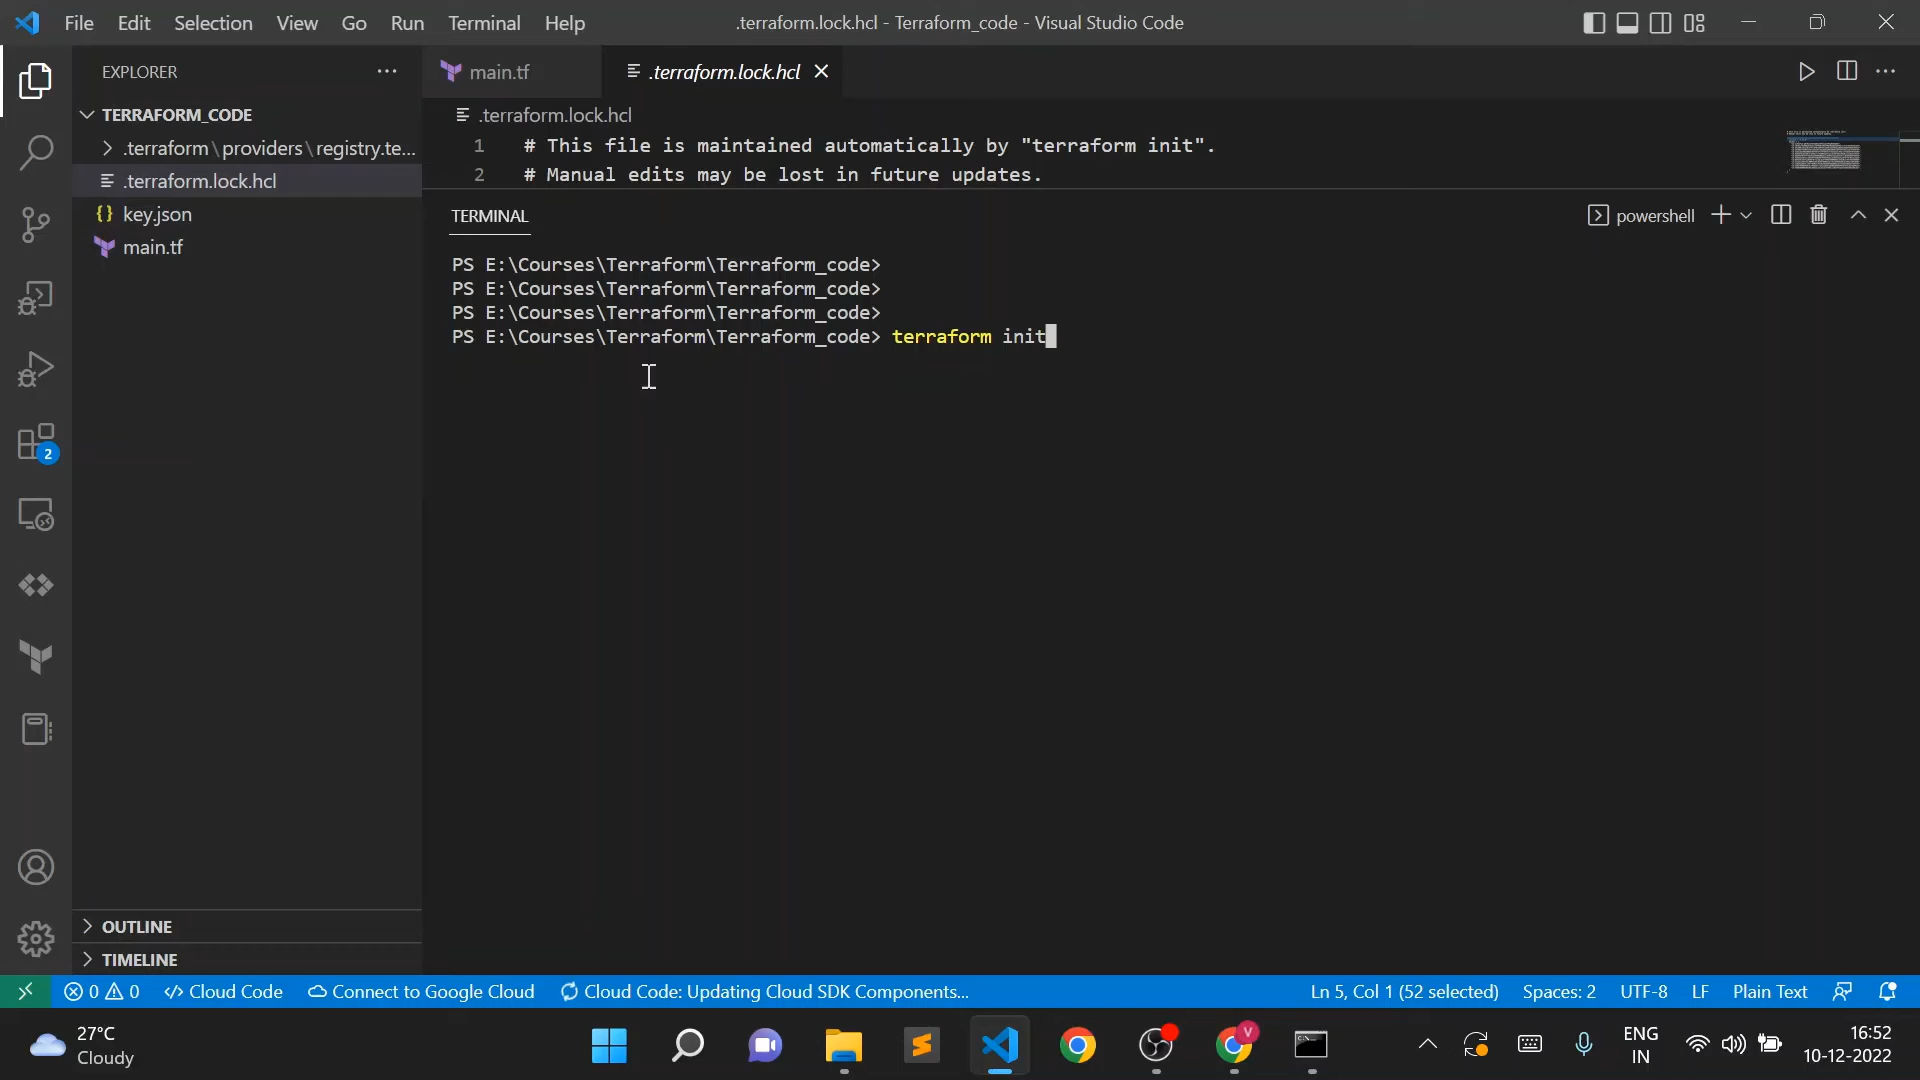 File Edit Selection View Go Run Terminal Help
.terraform.lock.hcl - Terraform_code - Visual Studio Code
EXPLORER
TERRAFORM_CODE
.terraform\providers\registry.te...
.terraform.lock.hcl
key.json
main.tf
OUTLINE
TIMELINE
main.tf
.terraform.lock.hcl
.terraform.lock.hcl
1 # This file is maintained automatically by "terraform init".
2 # Manual edits may be lost in future updates.
TERMINAL
powershell
PS E:\Courses\Terraform\Terraform_code>
PS E:\Courses\Terraform\Terraform_code>
PS E:\Courses\Terraform\Terraform_code>
PS E:\Courses\Terraform\Terraform_code> terraform init
2
0 0 Cloud Code Connect to Google Cloud Cloud Code: Updating Cloud SDK Components...
Ln 5, Col 1 (52 selected) Spaces: 2 UTF-8 LF Plain Text
27°C
Cloudy
V
ENG
IN
16:52
10-12-2022